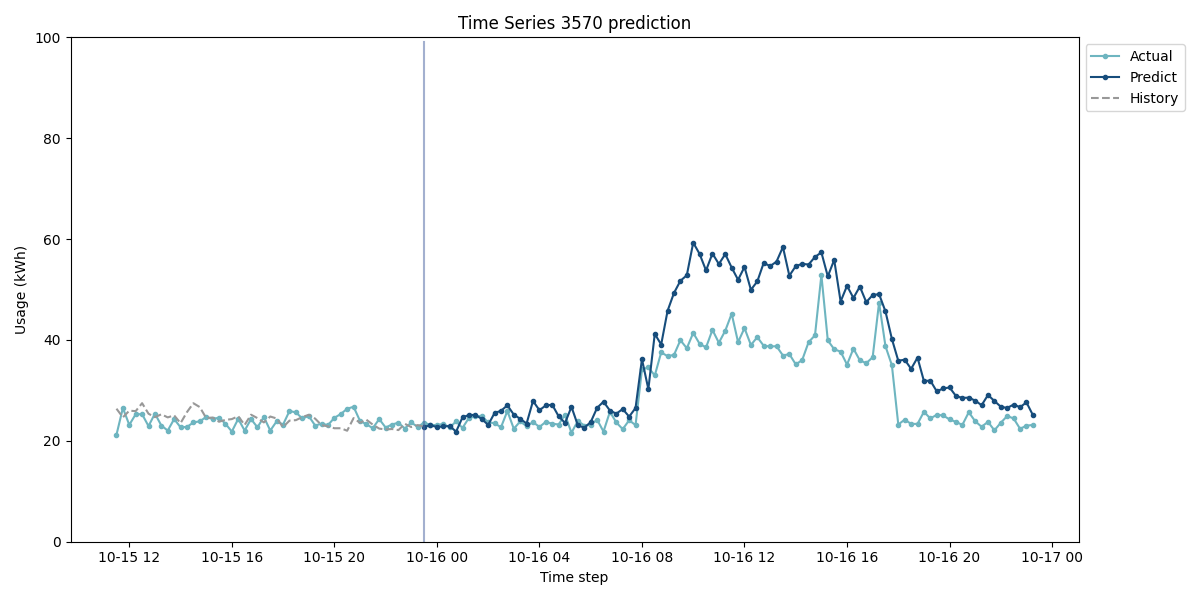 Time Series 3570 prediction
100
80
60
40
20
0
Usage (kWh)
10-15 12
10-15 16
10-15 20
10-16 00
10-16 04
10-16 08
10-16 12
10-16 16
10-16 20
10-17 00
Time step
Actual
Predict
History